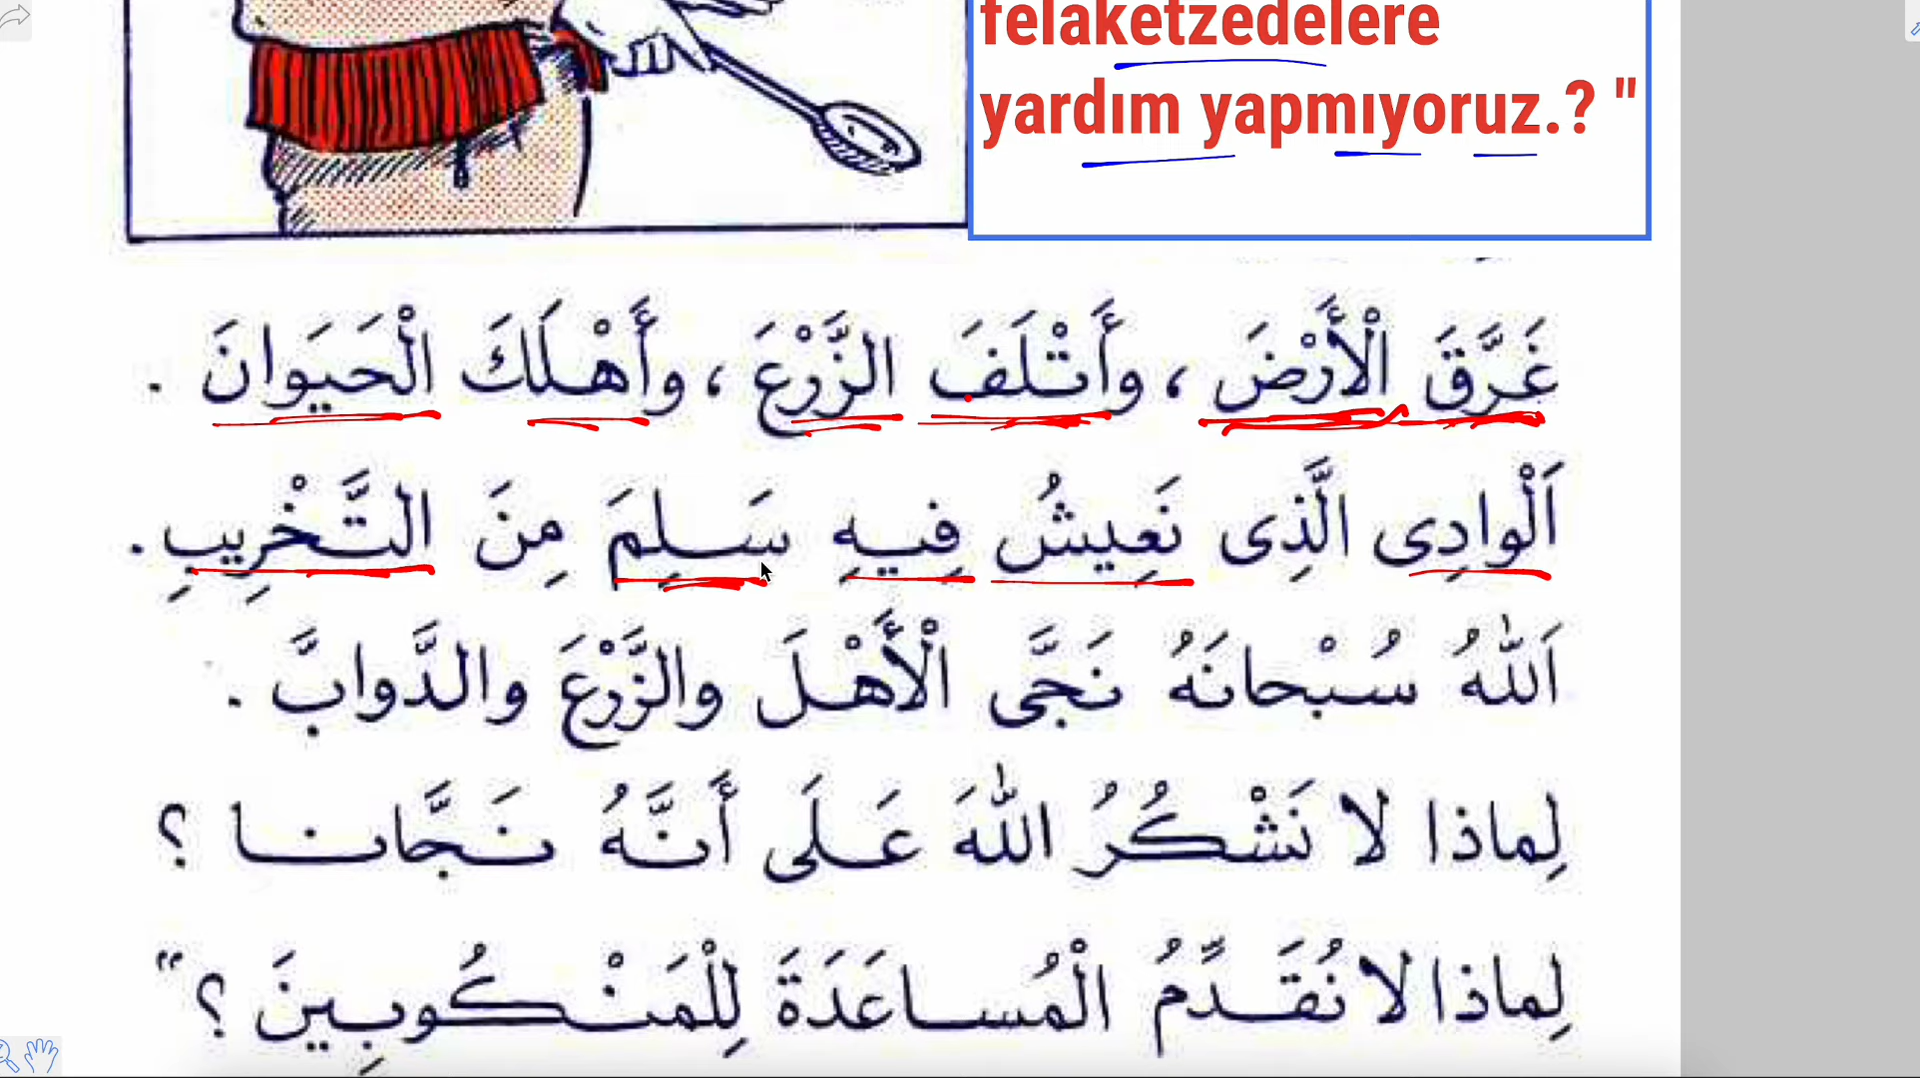 felaketzedelere
yardım yapmıyoruz.? "
غَرَّقَ الْأَرْضَ ، وأَتْلَفَ الزَّرْعَ ، وأَهْلَكَ الْحَيَوانَ .
اَلْوادِى الَّذِى نَعِيشُ فِيهِ سَلِمَ مِنَ التَّخْرِيبِ .
اَللّٰهُ سُبْحانَهُ نَجَّى الْأَهْلَ والزَّرْعَ والدَّوابَّ .
لِماذا لا نَشْكُرُ اللّٰهَ عَلَى أَنَّهُ نَجَّانا ؟
لِماذا لا نُقَدِّمُ الْمُساعَدَةَ لِلْمَنْكُوبِينَ ؟ "